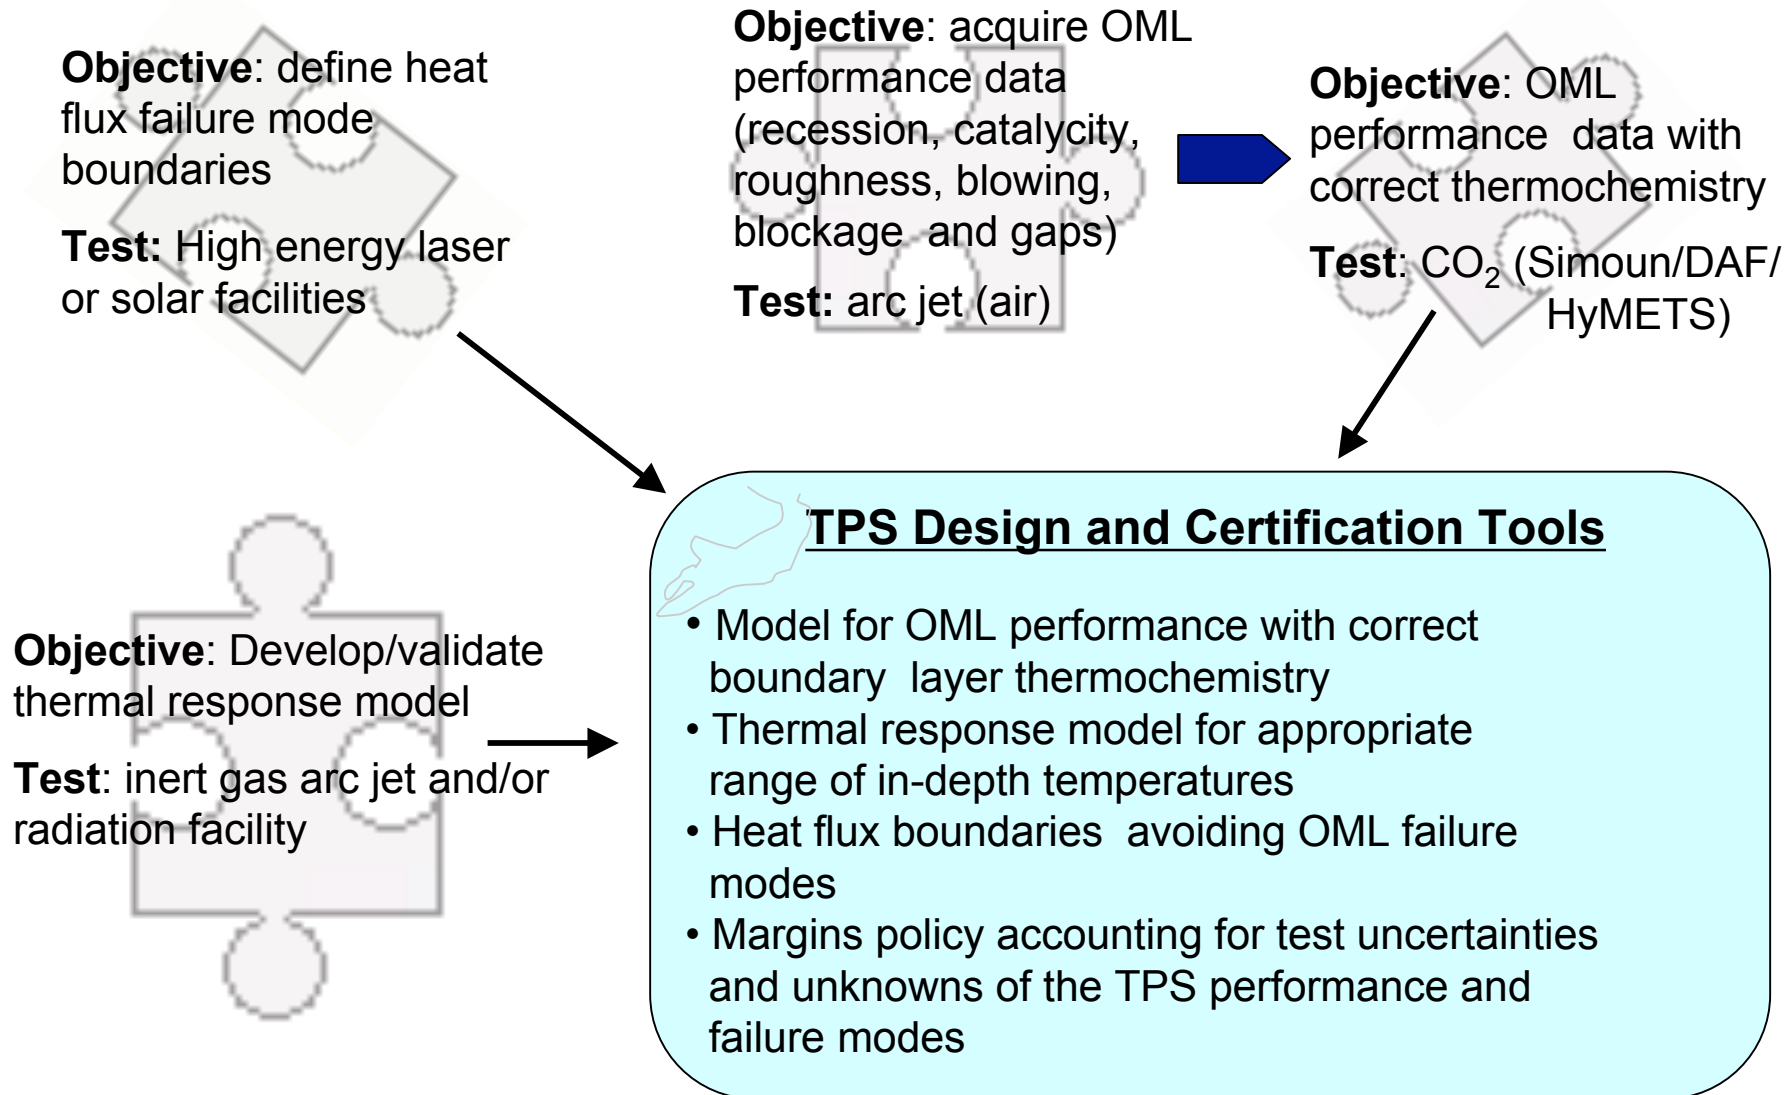 Objective: define heat
flux failure mode
boundaries
Test: High energy laser
or solar facilities
Objective: acquire OML
performance data
(recession, catalycity,
roughness, blowing,
blockage and gaps)
Test: arc jet (air)
Objective: OML
performance data with
correct thermochemistry
Test: CO2 (Simoun/DAF/
HyMETS)
Objective: Develop/validate
thermal response model
Test: inert gas arc jet and/or
radiation facility
TPS Design and Certification Tools
• Model for OML performance with correct
boundary layer thermochemistry
• Thermal response model for appropriate
range of in-depth temperatures
• Heat flux boundaries avoiding OML failure
modes
• Margins policy accounting for test uncertainties
and unknowns of the TPS performance and
failure modes